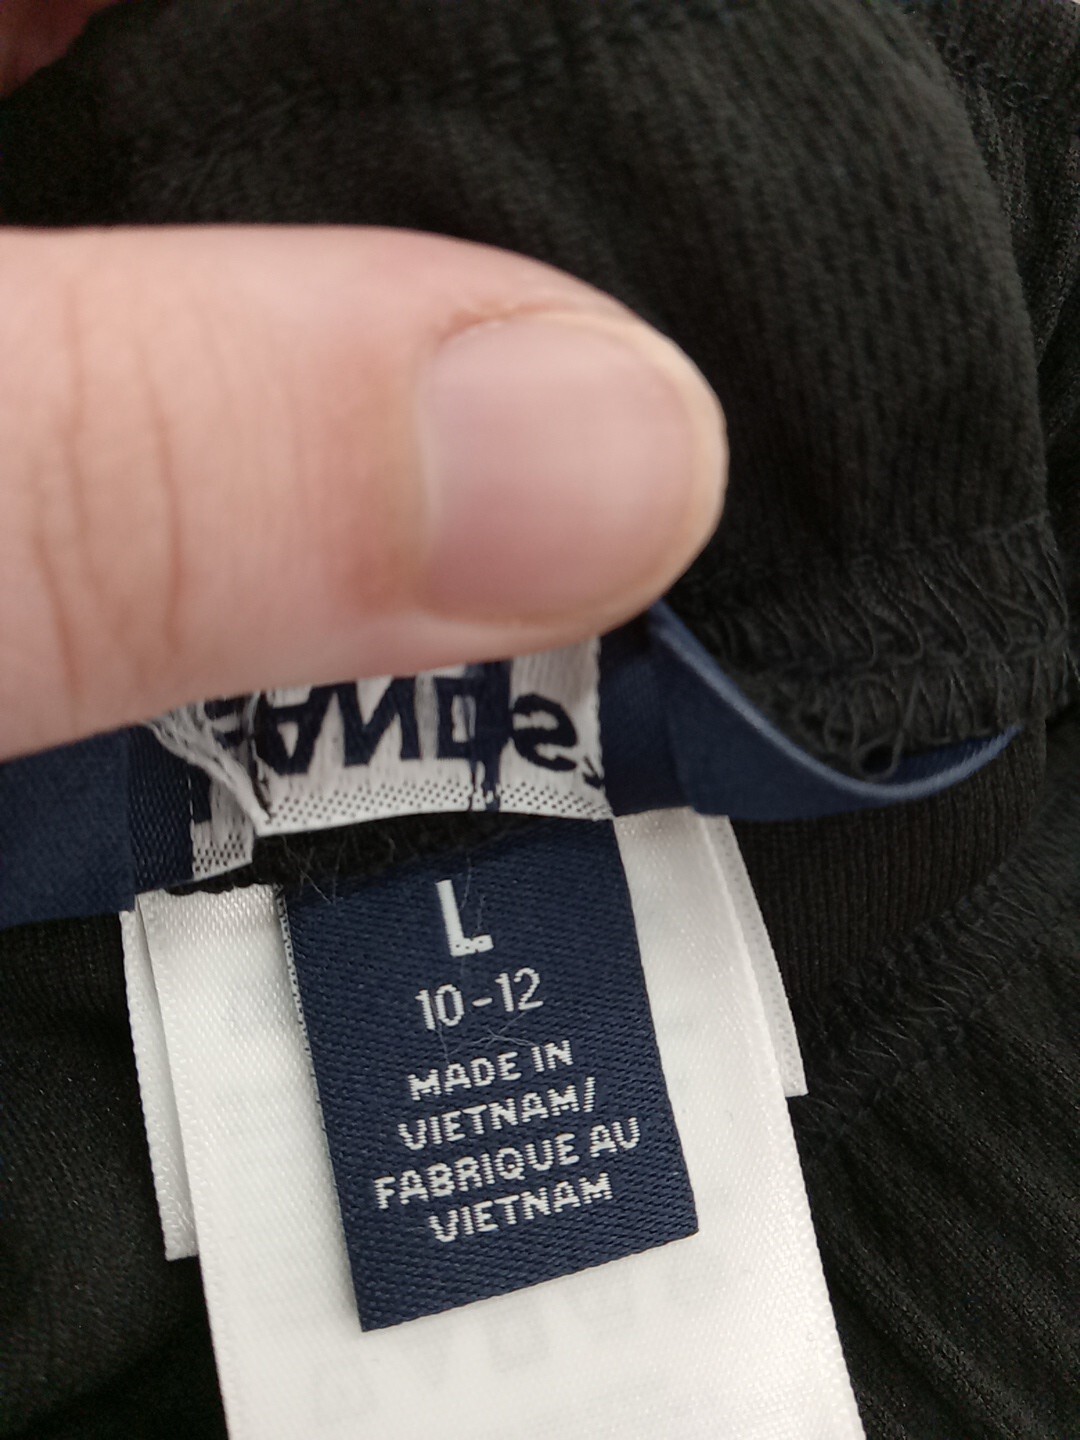 L
10-12
MADE IN
VIETNAM/
FABRIQUE AU
VIETNAM